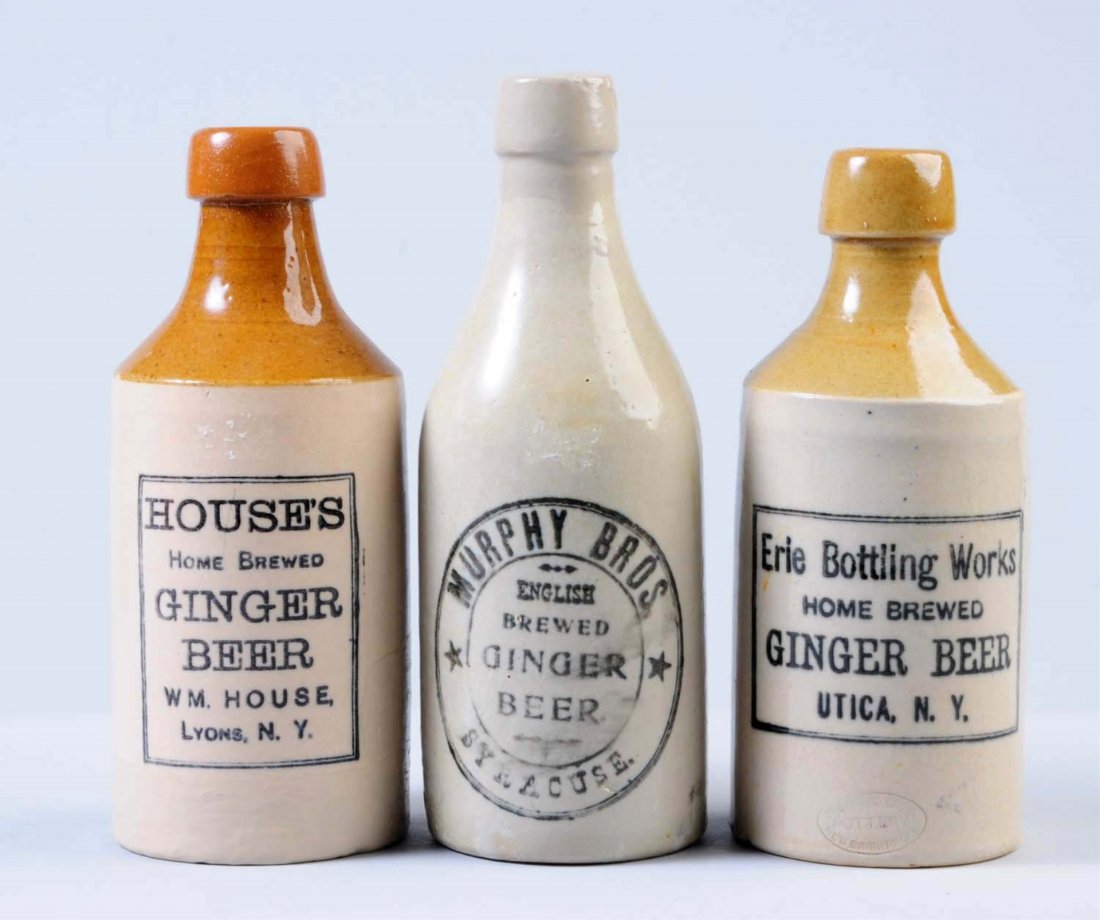 HOUSE'S
HOME BREWED
GINGER
BEER
WM. HOUSE,
LYONS, N. Y.
MURPHY BROS.
ENGLISH
BREWED
GINGER
BEER.
SYRACUSE.
Erie Bottling Works
HOME BREWED
GINGER BEER
UTICA, N. Y.
POTTERY